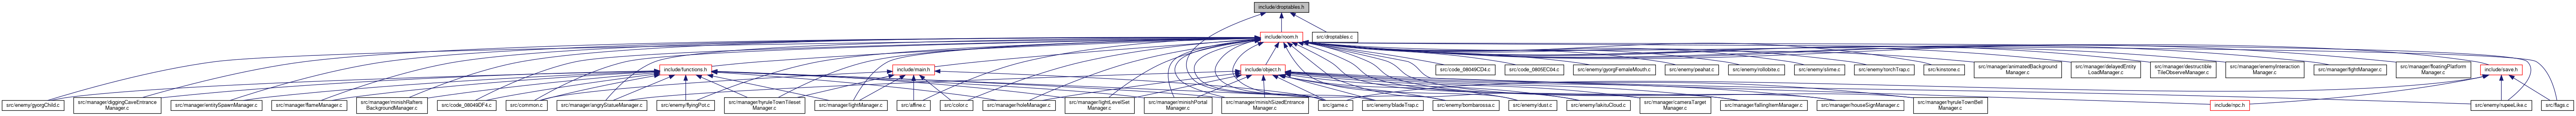 include/droptables.h
include/room.h
src/droptables.c
include/functions.h
include/main.h
include/object.h
src/code_08049CD4.c
src/code_0805EC04.c
src/enemy/gyorgFemaleMouth.c
src/enemy/peahat.c
src/enemy/rollobite.c
src/enemy/slime.c
src/enemy/torchTrap.c
src/kinstone.c
src/manager/animatedBackground
Manager.c
src/manager/delayedEntity
LoadManager.c
src/manager/destructible
TileObserveManager.c
src/manager/enemyInteraction
Manager.c
src/manager/fightManager.c
src/manager/floatingPlatform
Manager.c
include/save.h
src/enemy/gyorgChild.c
src/manager/diggingCaveEntrance
Manager.c
src/manager/entitySpawnManager.c
src/manager/flameManager.c
src/manager/minishRafters
BackgroundManager.c
src/code_08049DF4.c
src/common.c
src/manager/angryStatueManager.c
src/enemy/flyingPot.c
src/manager/hyruleTownTileset
Manager.c
src/manager/lightManager.c
src/affine.c
src/color.c
src/manager/holeManager.c
src/manager/lightLevelSet
Manager.c
src/manager/minishPortal
Manager.c
src/manager/minishSizedEntrance
Manager.c
src/game.c
src/enemy/bladeTrap.c
src/enemy/bombarossa.c
src/enemy/dust.c
src/enemy/lakituCloud.c
src/manager/cameraTarget
Manager.c
src/manager/fallingItemManager.c
src/manager/houseSignManager.c
src/manager/hyruleTownBell
Manager.c
include/npc.h
src/enemy/rupeeLike.c
src/flags.c